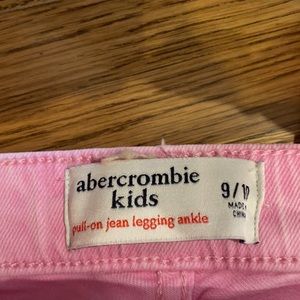 abercrombie
kids
pull-on jean legging ankle
9/10
MADE IN
CHINA